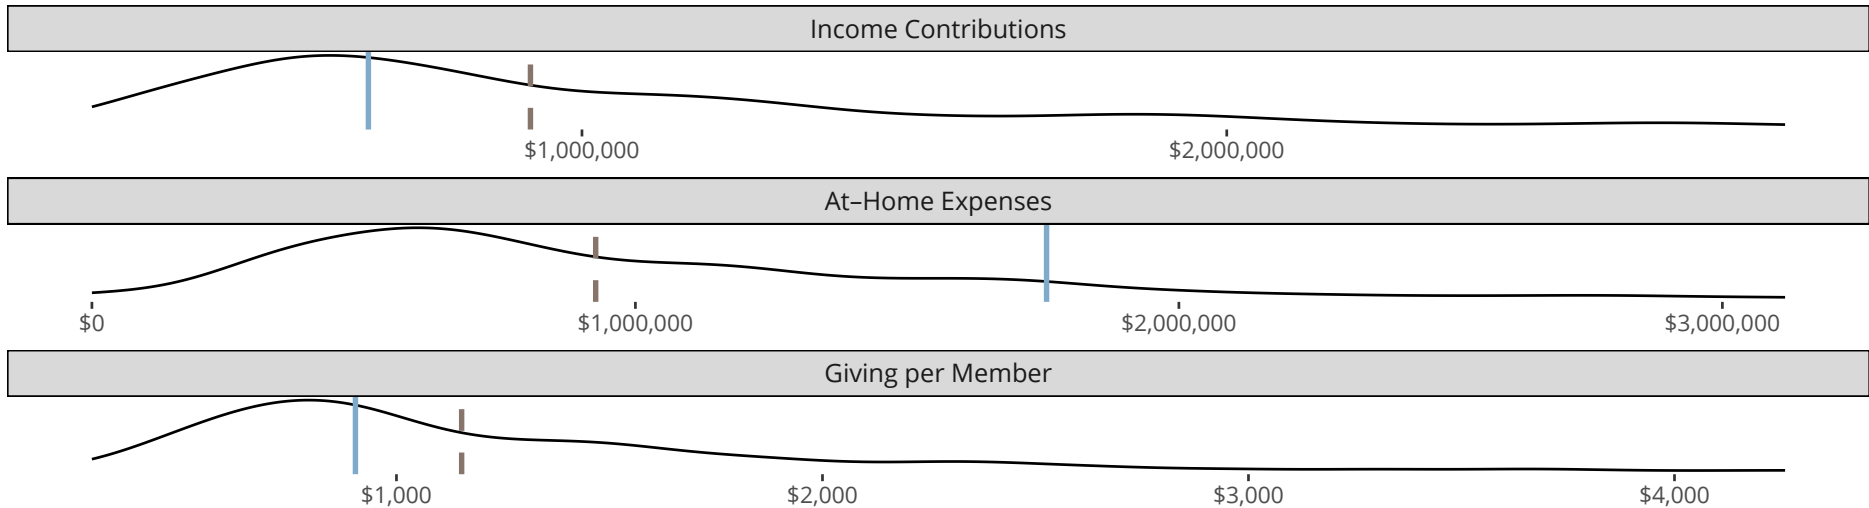 Income Contributions
$1,000,000 $2,000,000
At–Home Expenses
$0 $1,000,000 $2,000,000 $3,000,000
Giving per Member
$1,000 $2,000 $3,000 $4,000